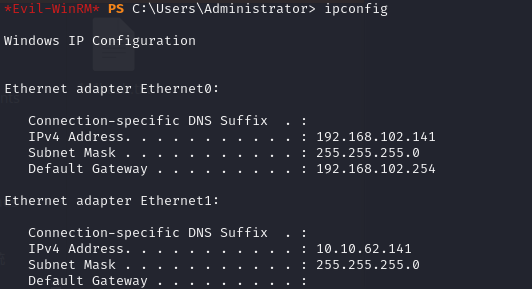 *Evil-WinRM* PS C:\Users\Administrator> ipconfig
Windows IP Configuration
Ethernet adapter Ethernet0:
Connection-specific DNS Suffix  . :
IPv4 Address. . . . . . . . . . . : 192.168.102.141
Subnet Mask . . . . . . . . . . . : 255.255.255.0
Default Gateway . . . . . . . . . : 192.168.102.254
Ethernet adapter Ethernet1:
Connection-specific DNS Suffix  . :
IPv4 Address. . . . . . . . . . . : 10.10.62.141
Subnet Mask . . . . . . . . . . . : 255.255.255.0
Default Gateway . . . . . . . . . :